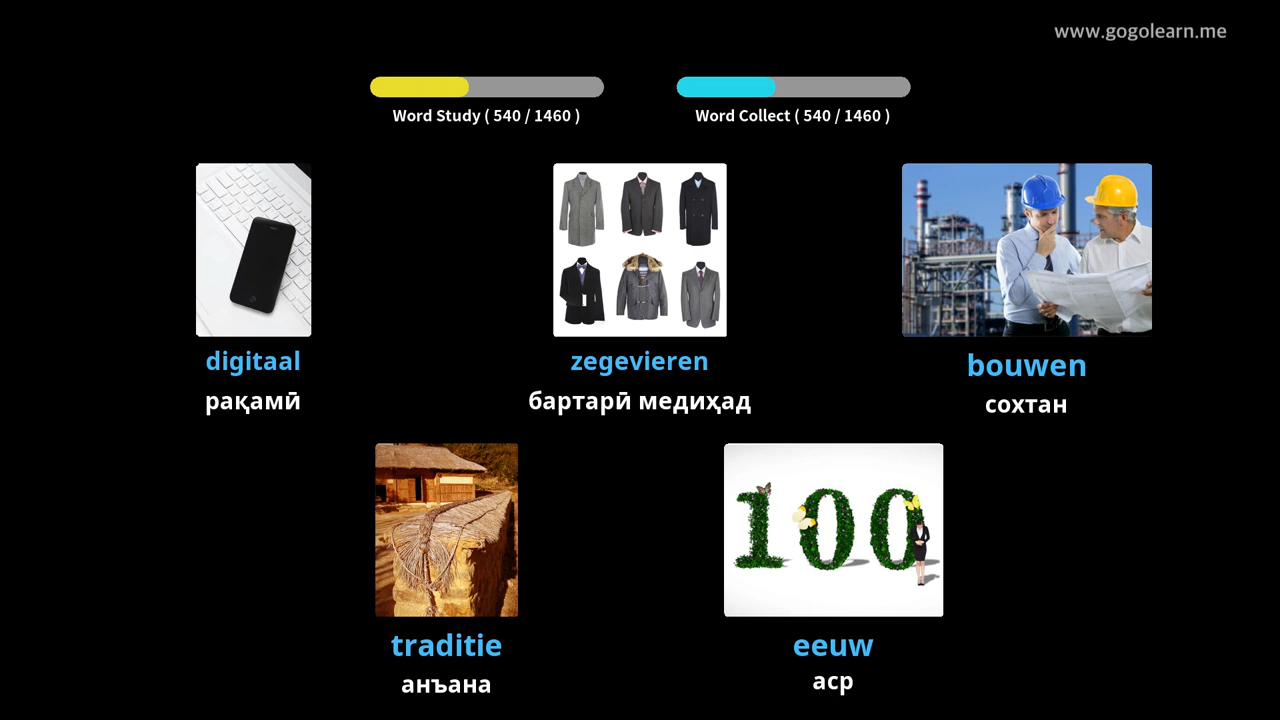 www.gogolearn.me
Word Study ( 540 / 1460 )
Word Collect ( 540 / 1460 )
digitaal
рақамӣ
zegevieren
бартарӣ медиҳад
bouwen
сохтан
traditie
анъана
eeuw
аср